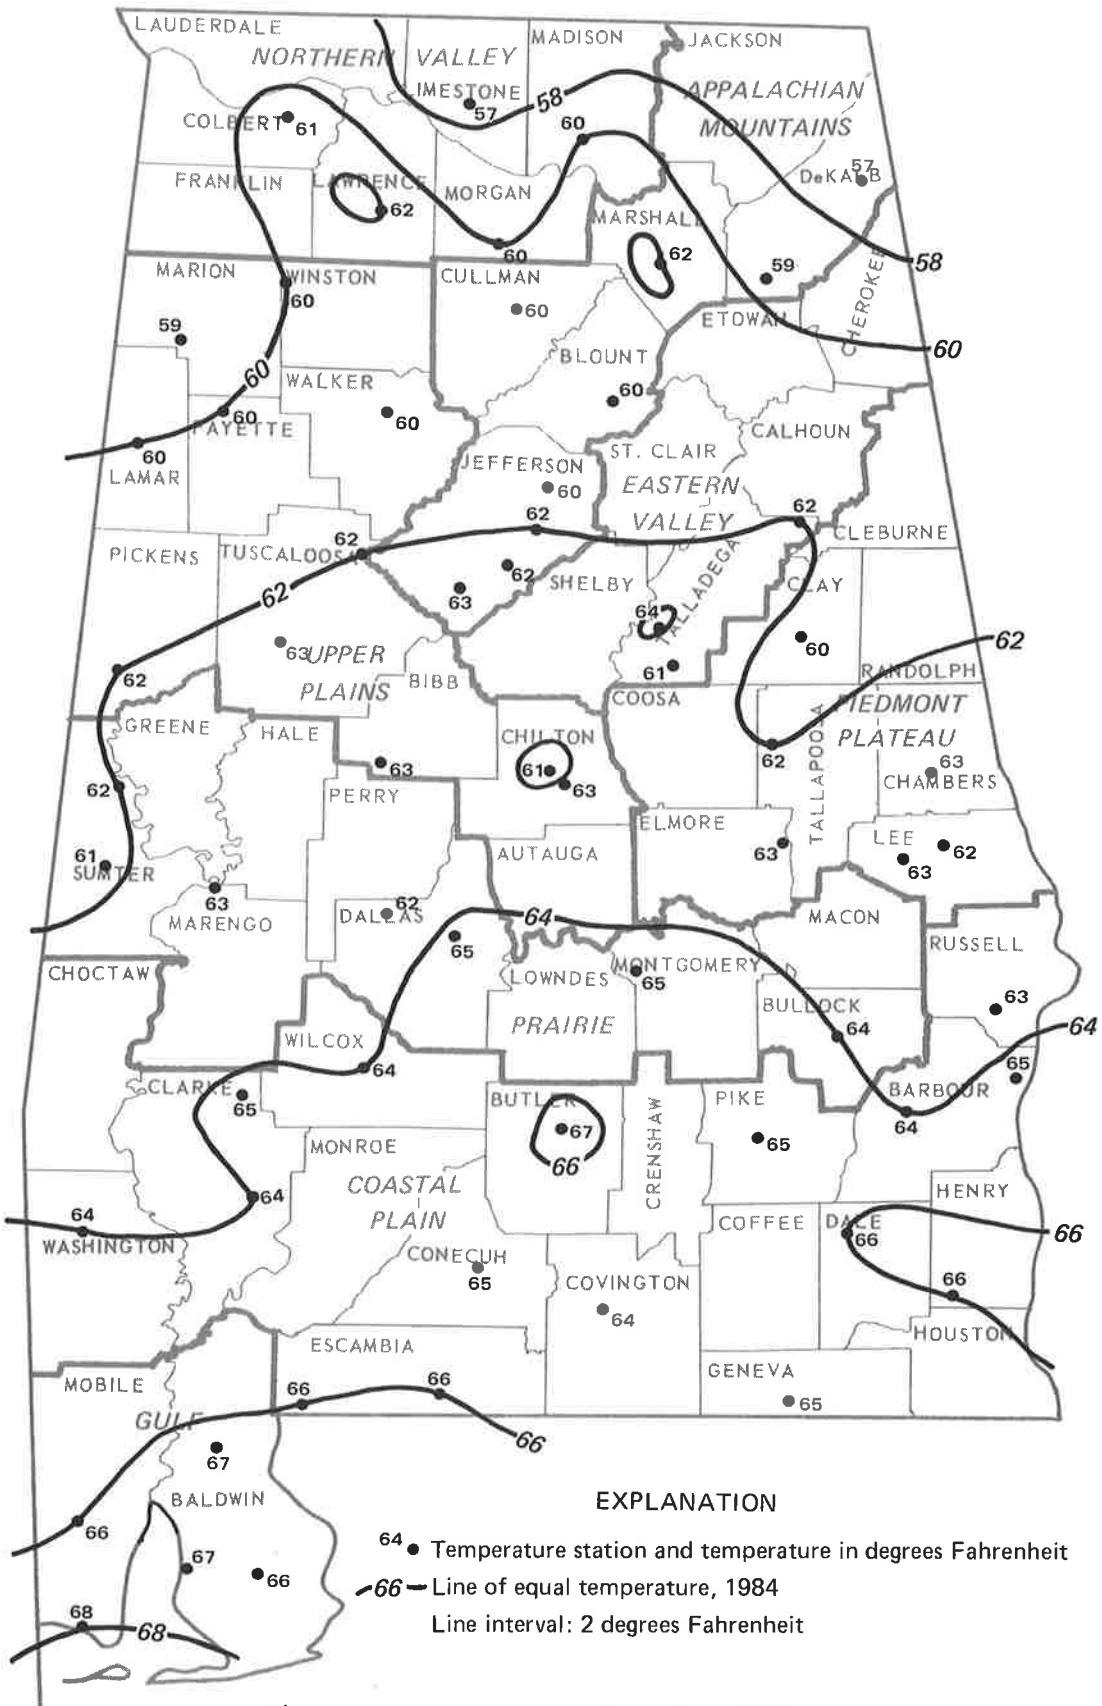 LAUDERDALE
MADISON
JACKSON
NORTHERN VALLEY
IMESTONE
APPALACHIAN
MOUNTAINS
58
57
COLBERT
61
60
57
DeKALB
FRANKLIN
LAWRENCE
MORGAN
62
MARSHALL
60
62
58
MARION
WINSTON
CULLMAN
59
CHEROKEE
60
60
59
ETOWAH
60
BLOUNT
60
WALKER
60
60
FAYETTE
60
CALHOUN
60
ST. CLAIR
LAMAR
JEFFERSON
60
EASTERN
VALLEY
62
62
CLEBURNE
PICKENS
TUSCALOOSA
62
62
SHELBY
TALLADEGA
CLAY
62
63
64
63
UPPER
PLAINS
61
60
62
62
BIBB
RANDOLPH
COOSA
PIEDMONT
PLATEAU
GREENE
HALE
CHILTON
62
TALLAPOOSA
63
61
63
63
CHAMBERS
62
PERRY
ELMORE
LEE
61
SUMTER
AUTAUGA
63
63
62
63
62
DALLAS
64
MACON
MARENGO
RUSSELL
65
CHOCTAW
LOWNDES
MONTGOMERY
65
63
BULLOCK
PRAIRIE
64
64
WILCOX
64
65
CLARKE
65
BUTLER
PIKE
BARBOUR
64
67
CRENSHAW
65
MONROE
66
COASTAL
PLAIN
64
HENRY
64
COFFEE
DALE
66
66
WASHINGTON
CONECUH
65
COVINGTON
66
64
HOUSTON
ESCAMBIA
MOBILE
GENEVA
66
66
65
GULF
66
67
BALDWIN
66
67
66
68
68
EXPLANATION
64 Temperature station and temperature in degrees Fahrenheit
66 Line of equal temperature, 1984
Line interval: 2 degrees Fahrenheit